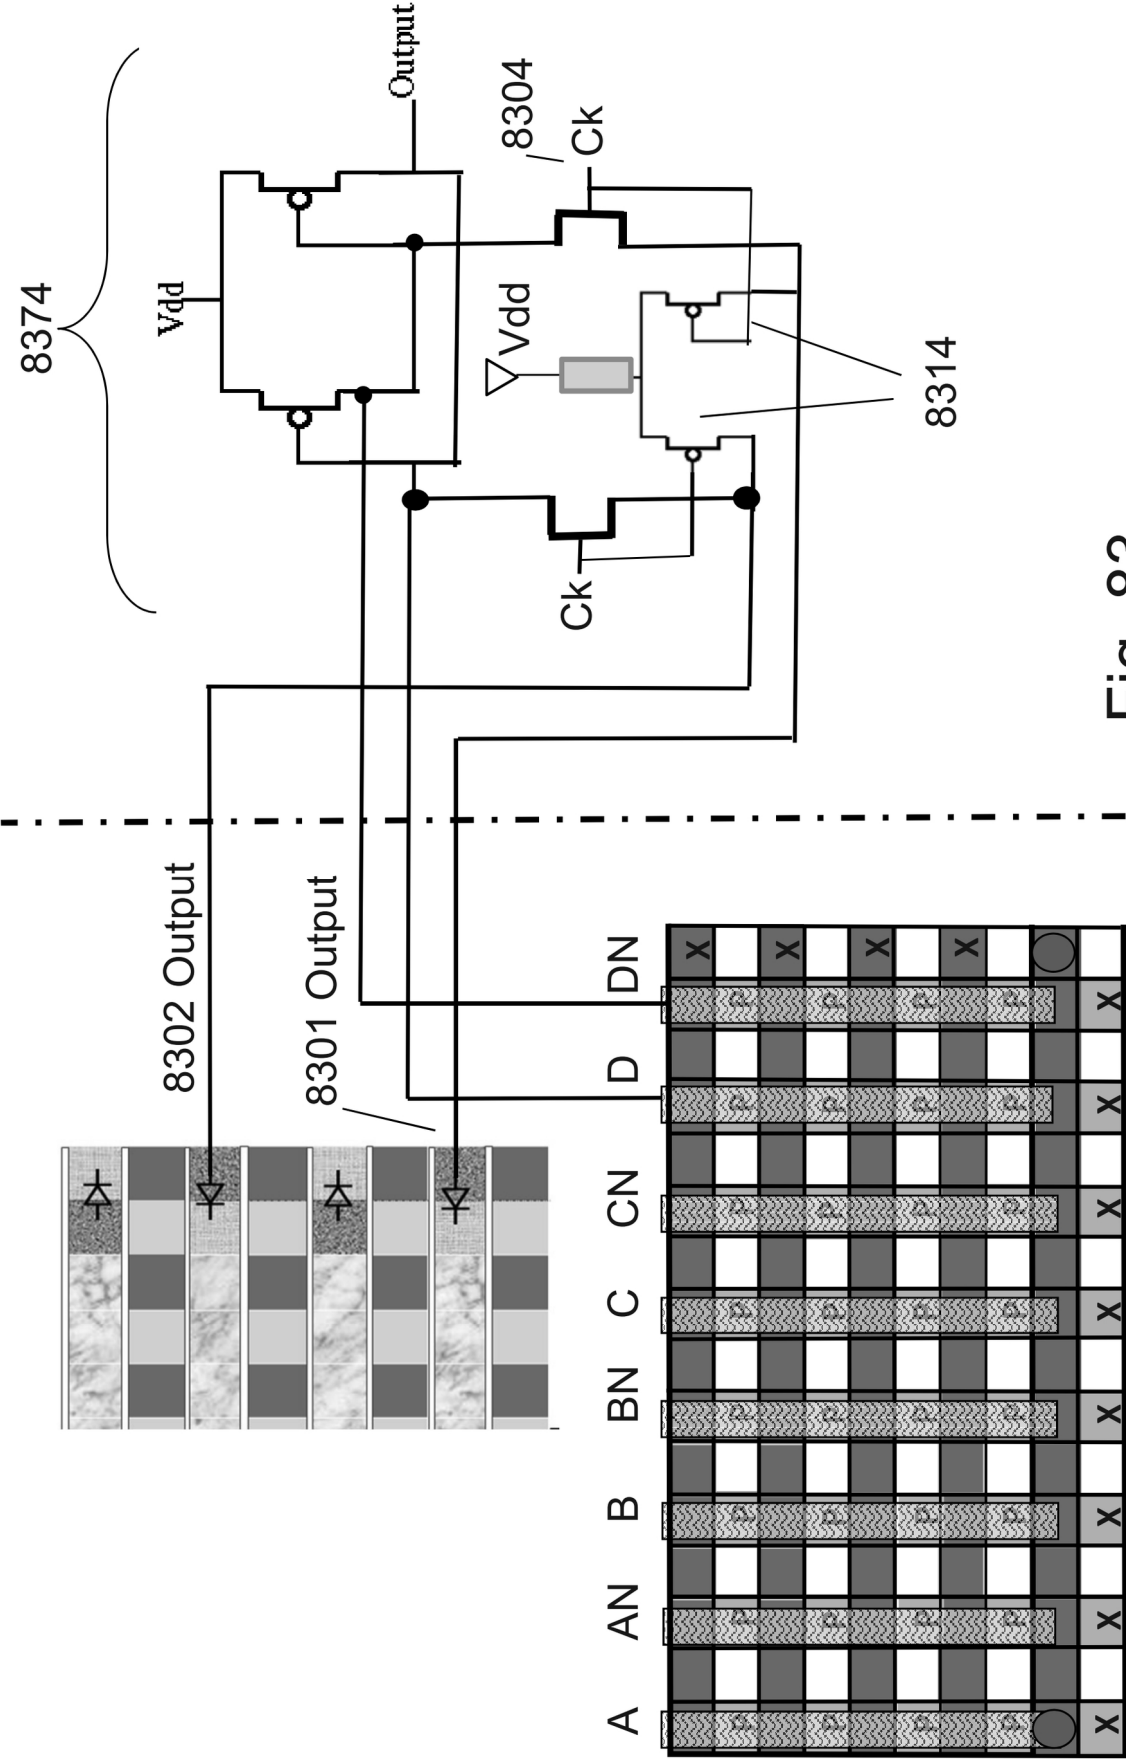 8374
Vdd
Output
8304
Ck
Vdd
Ck
8314
8302 Output
8301 Output
A AN B BN C CN D DN
X X X X
P P P P P P P P
P P P P P P P P
P P P P P P P P
P P P P P P P P
X X X X X X X X